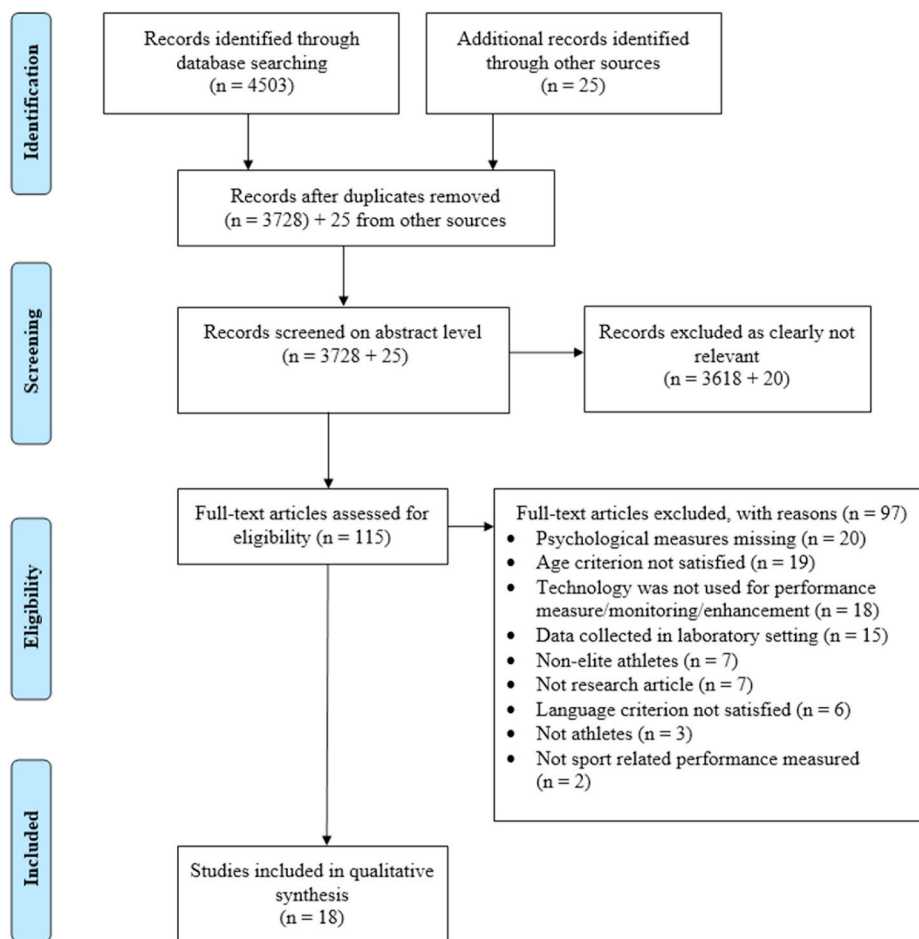 Identification
Records identified through
database searching
(n = 4503)
Additional records identified
through other sources
(n = 25)
Records after duplicates removed
(n = 3728) + 25 from other sources
Screening
Records screened on abstract level
(n = 3728 + 25)
Records excluded as clearly not
relevant
(n = 3618 + 20)
Eligibility
Full-text articles assessed for
eligibility (n = 115)
Full-text articles excluded, with reasons (n = 97)
• Psychological measures missing (n = 20)
• Age criterion not satisfied (n = 19)
• Technology was not used for performance
measure/monitoring/enhancement (n = 18)
• Data collected in laboratory setting (n = 15)
• Non-elite athletes (n = 7)
• Not research article (n = 7)
• Language criterion not satisfied (n = 6)
• Not athletes (n = 3)
• Not sport related performance measured
(n = 2)
Included
Studies included in qualitative
synthesis
(n = 18)